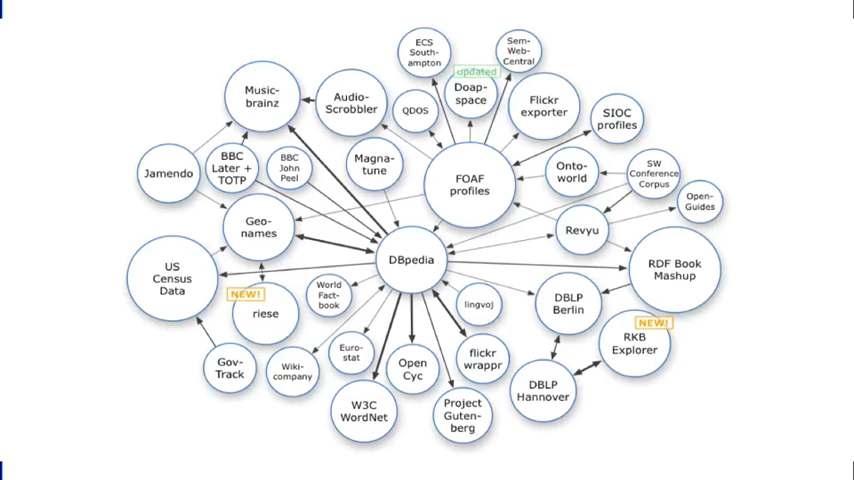 ECS
South-
ampton
Sem-
Web-
Central
updated
Doap-
space
Music-
brainz
Audio-
Scrobbler
QDOS
Flickr
exporter
SIOC
profiles
BBC
Later +
TOTP
BBC
John
Peel
Magna-
tune
Jamendo
FOAF
profiles
Onto-
world
SW
Conference
Corpus
Open-
Guides
Geo-
names
Revyu
DBpedia
US
Census
Data
RDF Book
Mashup
NEW!
riese
World
Fact-
book
lingvoj
DBLP
Berlin
NEW!
RKB
Explorer
Gov-
Track
Wiki-
company
Euro-
stat
Open
Cyc
flickr
wrappr
DBLP
Hannover
W3C
WordNet
Project
Guten-
berg